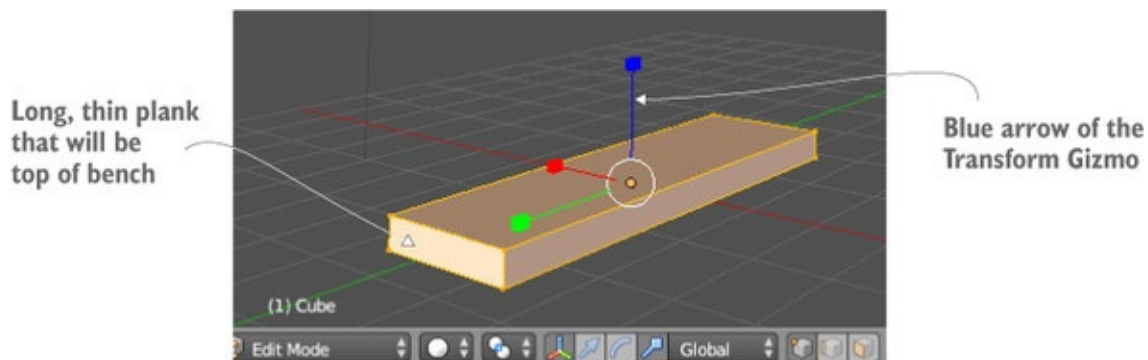 Long, thin plank
that will be
top of bench
Blue arrow of the
Transform Gizmo
(1) Cube
Edit Mode
Global